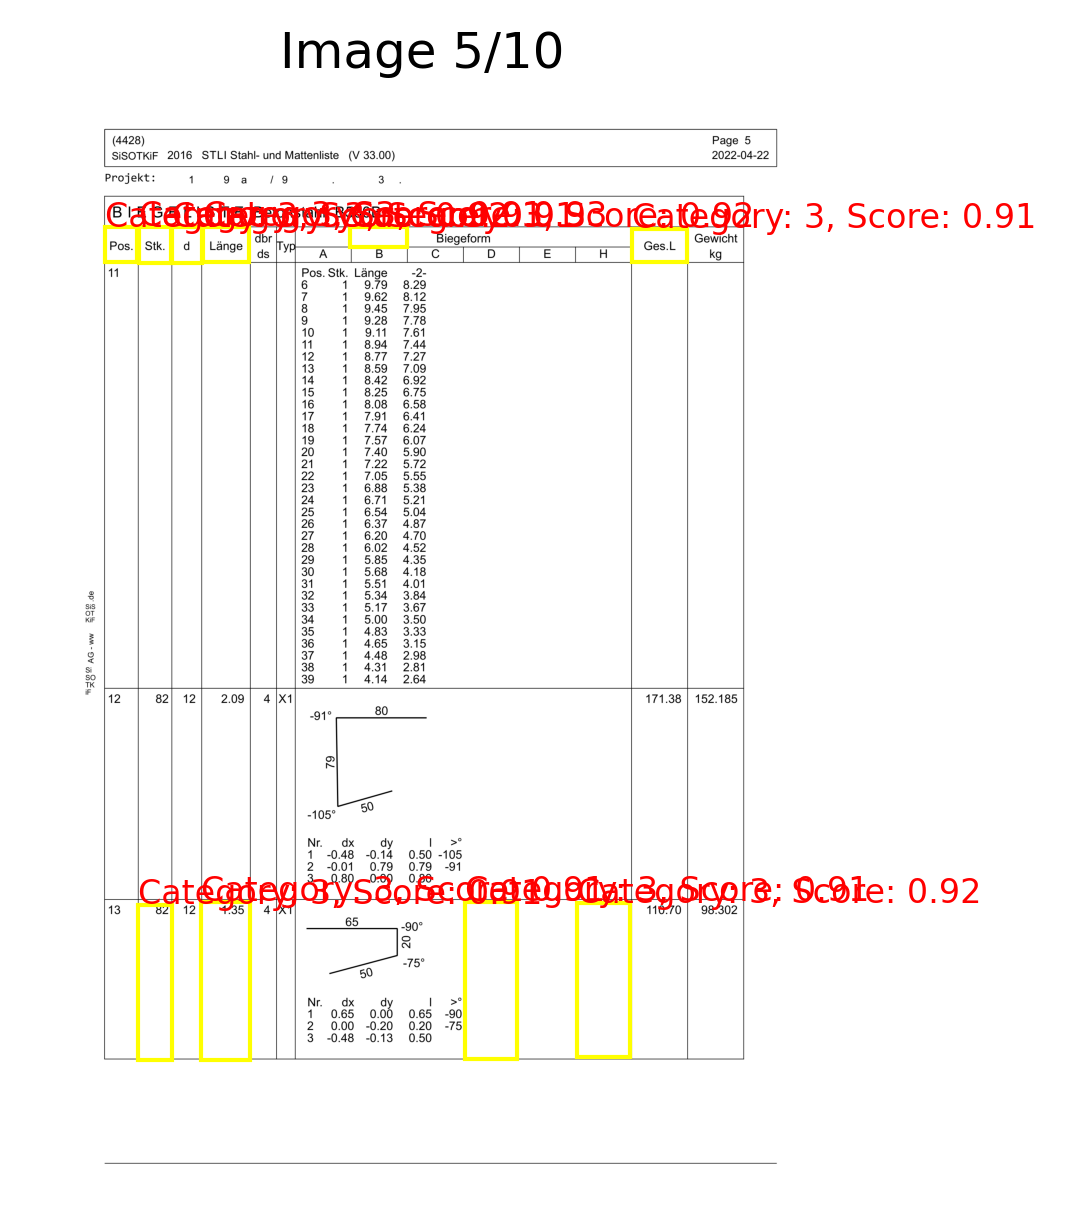 Image 5/10
(4428) Page 5
SiSOTKiF 2016 STLI Stahl- und Mattenliste (V 33.00) 2022-04-22
Projekt: 1 9 a / 9 . 3 .
Category: 3, Score: 0.91
Pos. Stk. d Länge dbr ds Typ Biegeform Ges.L Gewicht kg
A B C D E H
11 Pos. Stk. Länge -2-
6 1 9.79 8.29
7 1 9.62 8.12
8 1 9.45 7.95
9 1 9.28 7.78
10 1 9.11 7.61
11 1 8.94 7.44
12 1 8.77 7.27
13 1 8.59 7.09
14 1 8.42 6.92
15 1 8.25 6.75
16 1 8.08 6.58
17 1 7.91 6.41
18 1 7.74 6.24
19 1 7.57 6.07
20 1 7.40 5.90
21 1 7.22 5.72
22 1 7.05 5.55
23 1 6.88 5.38
24 1 6.71 5.21
25 1 6.54 5.04
26 1 6.37 4.87
27 1 6.20 4.70
28 1 6.02 4.52
29 1 5.85 4.35
30 1 5.68 4.18
31 1 5.51 4.01
32 1 5.34 3.84
33 1 5.17 3.67
34 1 5.00 3.50
35 1 4.83 3.33
36 1 4.65 3.15
37 1 4.48 2.98
38 1 4.31 2.81
39 1 4.14 2.64
12 82 12 2.09 4 X1 171.38 152.185
-91° 80
79
-105° 50
Nr. dx dy l >°
1 -0.48 -0.14 0.50 -105
2 -0.01 0.79 0.79 -91
3 0.80 0.00 0.80
Category: 3, Score: 0.92
13 82 12 1.35 4 X1 110.70 98.302
65 -90°
20
50 -75°
Nr. dx dy l >°
1 0.65 0.00 0.65 -90
2 0.00 -0.20 0.20 -75
3 -0.48 -0.13 0.50